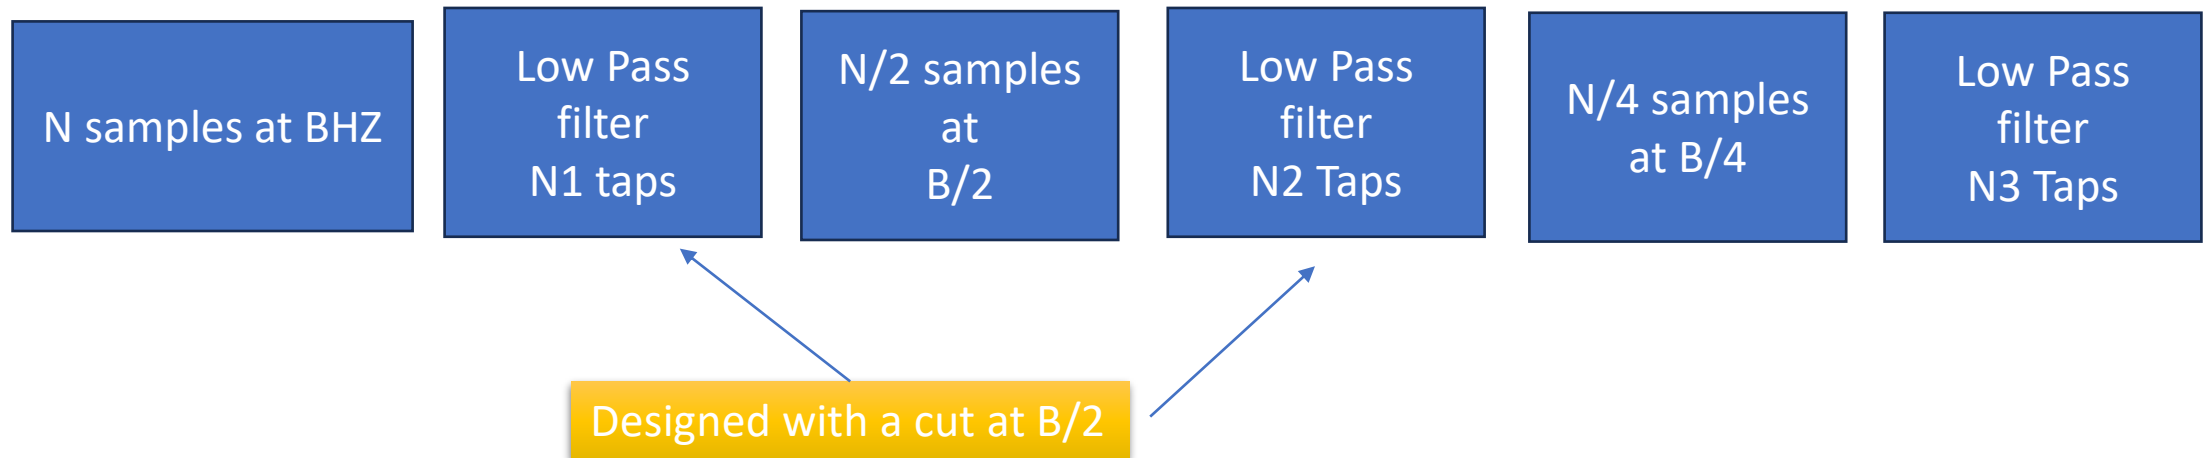 N samples at BHZ
Low Pass
filter
N1 taps
N/2 samples
at
B/2
Low Pass
filter
N2 Taps
N/4 samples
at B/4
Low Pass
filter
N3 Taps
Designed with a cut at B/2